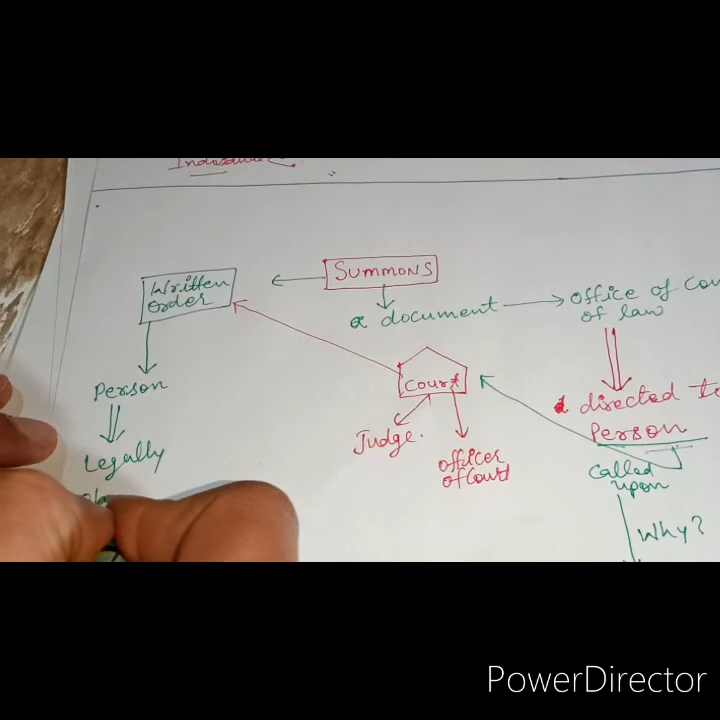 Summons
Written
order
a document
office of
of law
Court
Person
directed to
Person
Judge.
officer
of Court
Legally
Called
upon
Why?
PowerDirector